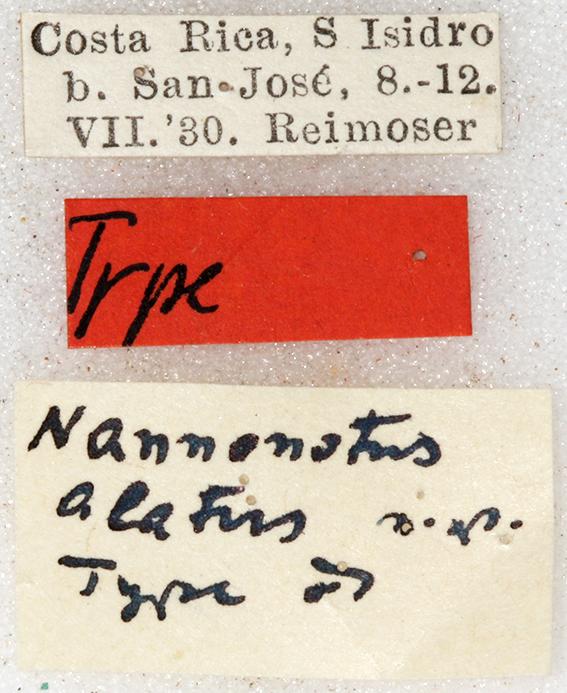 Costa Rica, S Isidro
b. San José, 8.-12.
VII.'30. Reimoser
Type
Nannonotus
alatus n. sp.
Type ♂